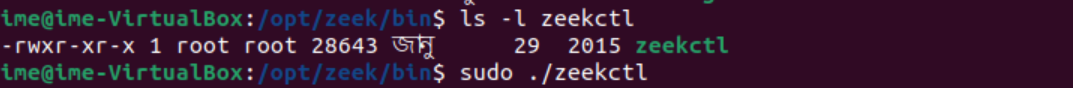 ime@ime-VirtualBox:/opt/zeek/bin$ ls -l zeekctl
-rwxr-xr-x 1 root root 28643 জানু 29 2015 zeekctl
ime@ime-VirtualBox:/opt/zeek/bin$ sudo ./zeekctl